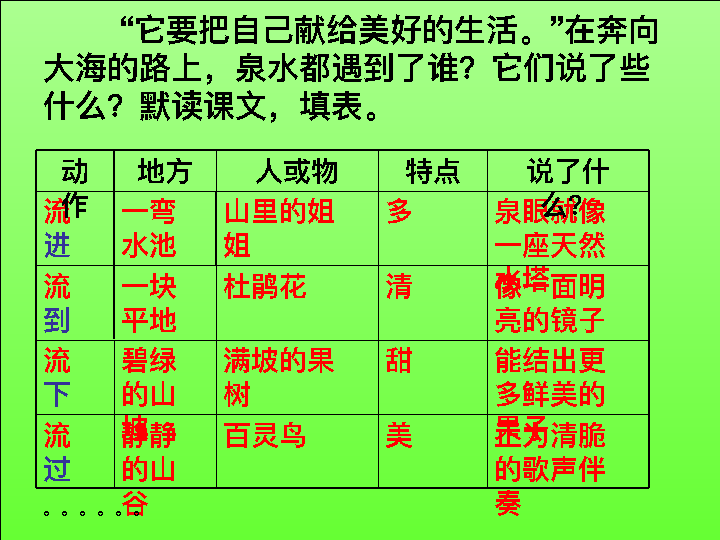 “它要把自己献给美好的生活。”在奔向
大海的路上，泉水都遇到了谁？它们说了些
什么？默读课文，填表。
动作 地方 人或物 特点 说了什么？
流进 一弯水池 山里的姐姐 多 泉眼就像一座天然水塔
流到 一块平地 杜鹃花 清 像一面明亮的镜子
流下 碧绿的山坡 满坡的果树 甜 能结出更多鲜美的果子
流过 静静的山谷 百灵鸟 美 正为清脆的歌声伴奏
。。。。。。